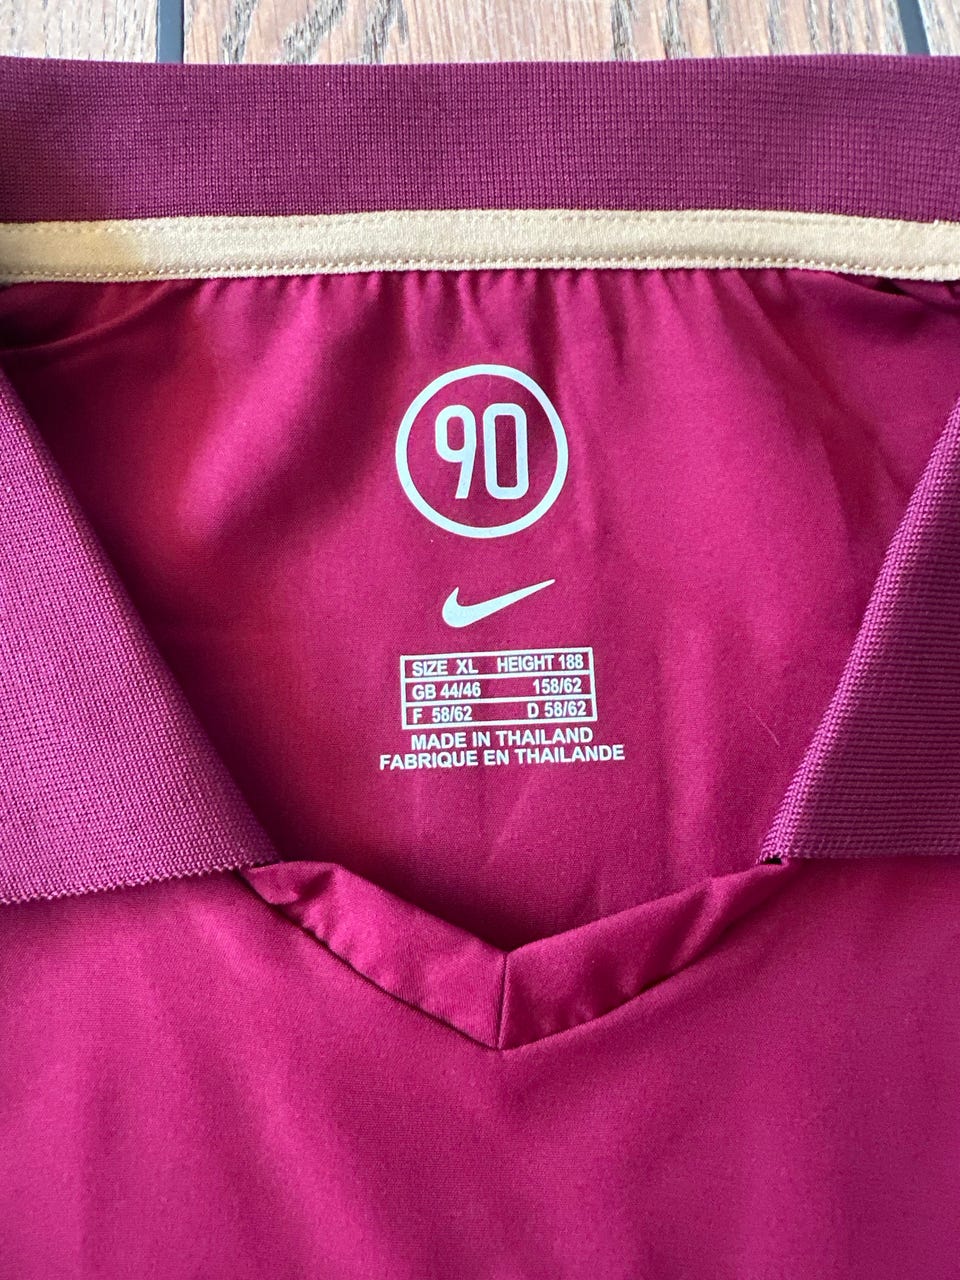 90
SIZE XL HEIGHT 188
GB 44/46 158/62
F 58/62 D 58/62
MADE IN THAILAND
FABRIQUE EN THAILANDE